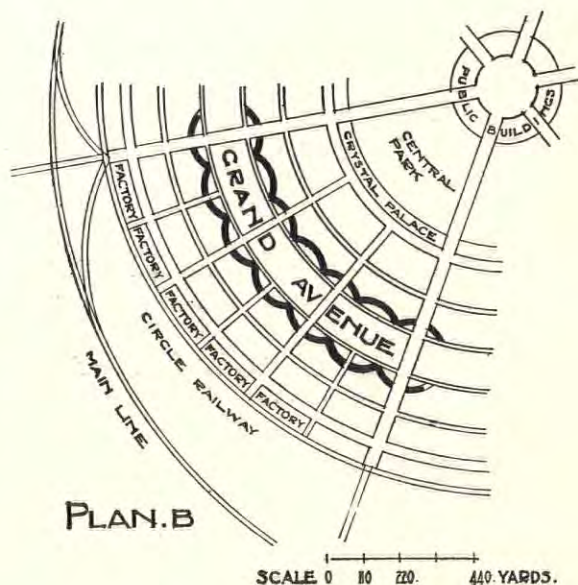 PUBLIC BUILDINGS
CENTRAL PARK
CRYSTAL PALACE
GRAND AVENUE
FACTORY
FACTORY
FACTORY
FACTORY
FACTORY
CIRCLE RAILWAY
MAIN LINE
PLAN.B
SCALE 0 110 220. 440. YARDS.